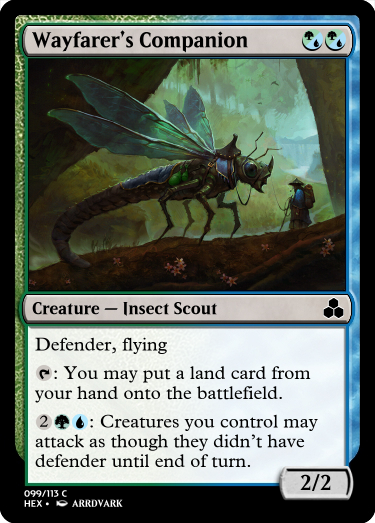 Wayfarer's Companion
Creature — Insect Scout
Defender, flying
: You may put a land card from
your hand onto the battlefield.
2 : Creatures you control may
attack as though they didn't have
defender until end of turn.
2/2
099/113 C
HEX • ARRDVARK